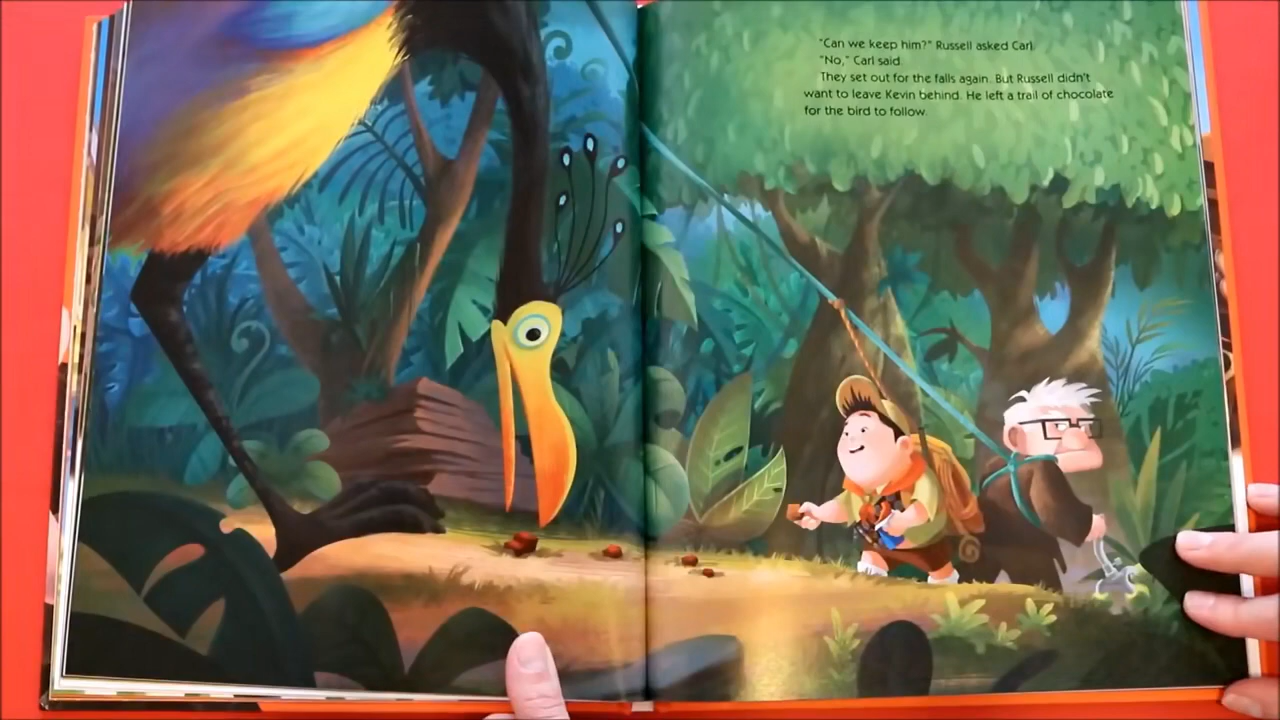 "Can we keep him?" Russell asked Carl.
"No," Carl said.
They set out for the falls again. But Russell didn't
want to leave Kevin behind. He left a trail of chocolate
for the bird to follow.